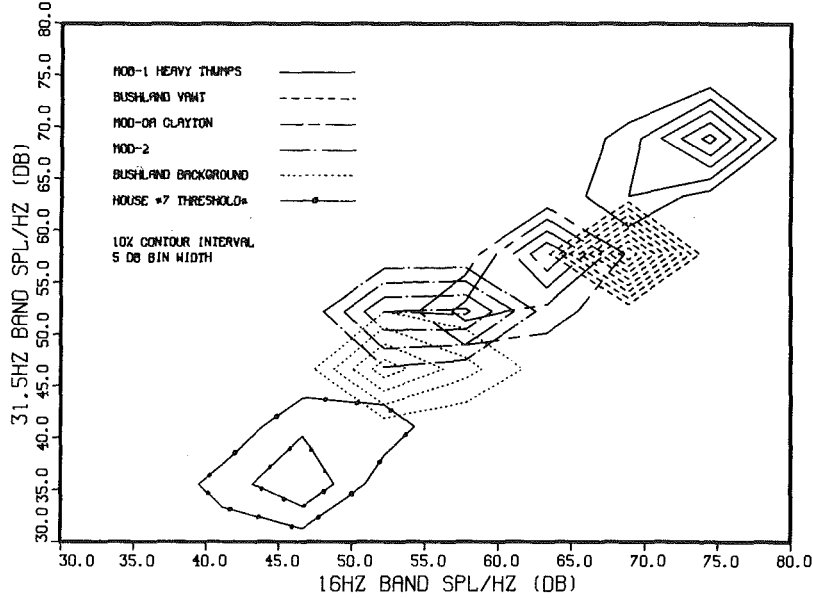 80.0
75.0
70.0
65.0
60.0
55.0
50.0
45.0
40.0
35.0
30.0
31.5HZ BAND SPL/HZ (DB)
MOD-1 HEAVY THUMPS
BUSHLAND VAWT
MOD-0A CLAYTON
MOD-2
BUSHLAND BACKGROUND
HOUSE #7 THRESHOLD*
10% CONTOUR INTERVAL
5 DB BIN WIDTH
30.0 35.0 40.0 45.0 50.0 55.0 60.0 65.0 70.0 75.0 80.0
16HZ BAND SPL/HZ (DB)